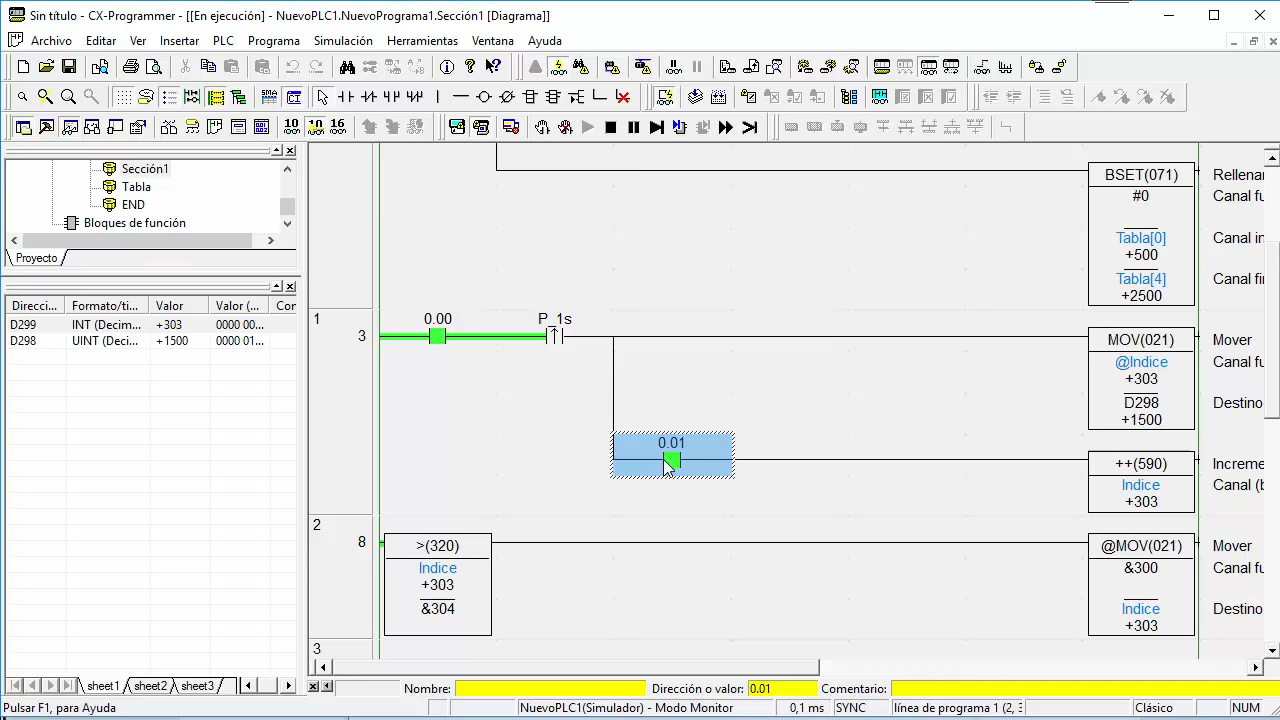 Sin título - CX-Programmer - [[En ejecución] - NuevoPLC1.NuevoPrograma1.Sección1 [Diagrama]]
Archivo Editar Ver Insertar PLC Programa Simulación Herramientas Ventana Ayuda
10 10 16
Sección1
Tabla
END
Bloques de función
Proyecto
Direcci... Formato/ti... Valor Valor (... Cor
D299 INT (Decim... +303 0000 00...
D298 UINT (Deci... +1500 0000 01...
sheet1 sheet2 sheet3
BSET(071) Rellenar
#0 Canal fu
Tabla[0] Canal in
+500
Tabla[4] Canal fin
+2500
1
3
0.00 P_1s
MOV(021) Mover
@Indice Canal fu
+303
D298 Destino
+1500
0.01
++(590) Increme
Indice Canal (b
+303
2
8
>(320)
Indice
+303
&304
@MOV(021) Mover
&300 Canal fu
Indice Destino
+303
3
Nombre: Dirección o valor: 0.01 Comentario:
Pulsar F1, para Ayuda NuevoPLC1(Simulador) - Modo Monitor 0,1 ms SYNC línea de programa 1 (2, 3 Clásico NUM